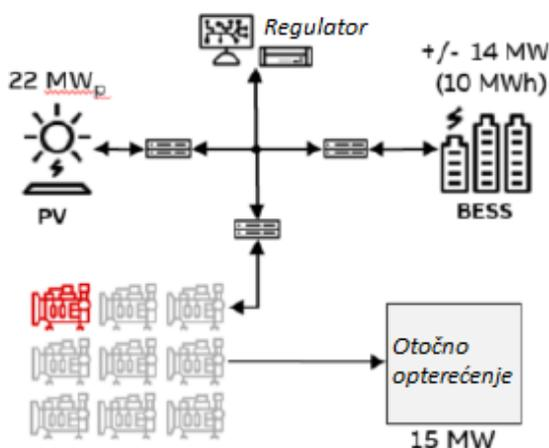 Regulator
22 MWp
+/- 14 MW
(10 MWh)
PV
BESS
Otočno
opterećenje
15 MW